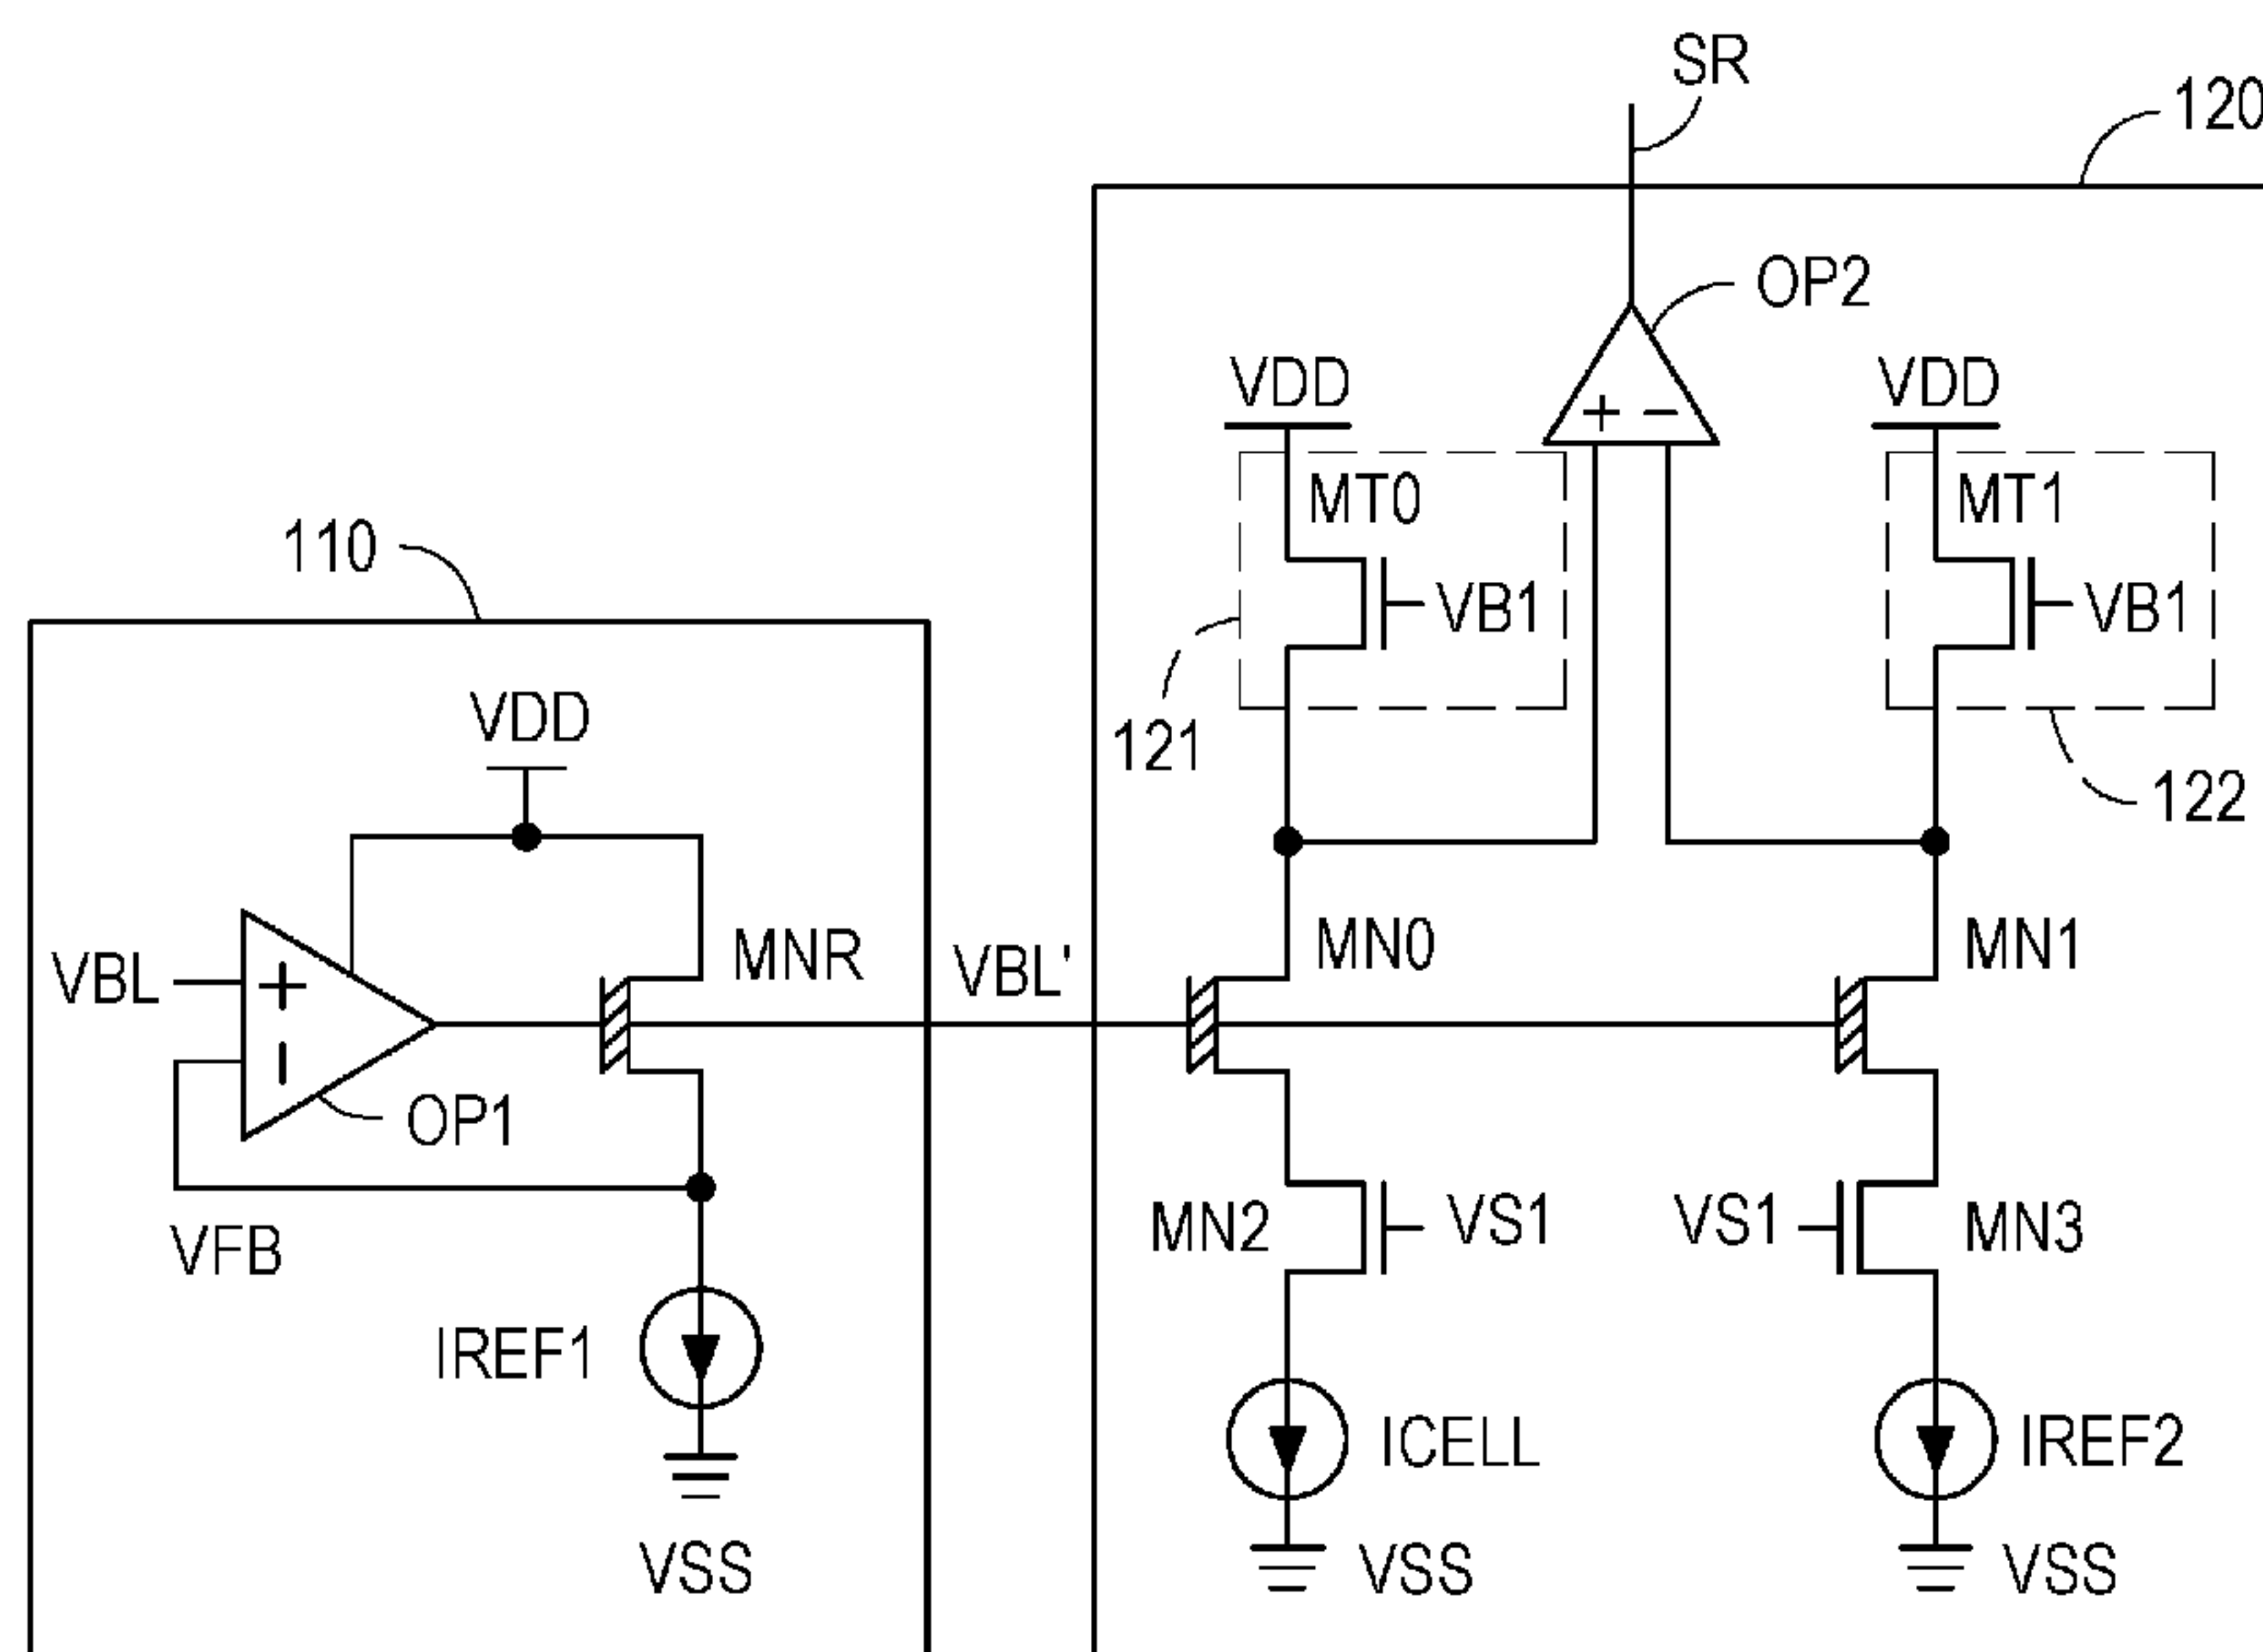 SR
120
OP2
VDD
VDD
+ -
MT0
MT1
110
VB1
VB1
VDD
121
122
MNR
VBL'
MN0
MN1
VBL
+
-
OP1
MN2
VS1
VS1
MN3
VFB
IREF1
ICELL
IREF2
VSS
VSS
VSS